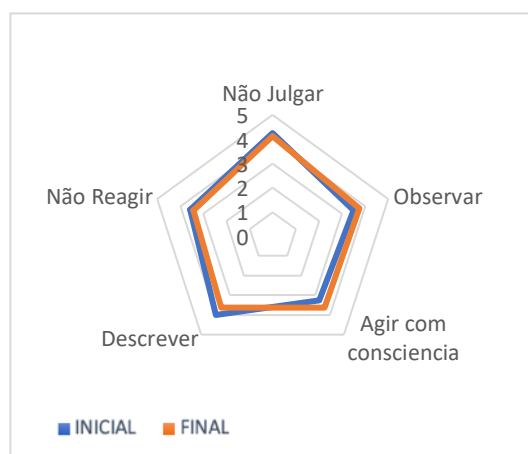 Não Julgar
5
4
3
2
1
0
Não Reagir
Observar
Descrever
Agir com
consciencia
INICIAL
FINAL